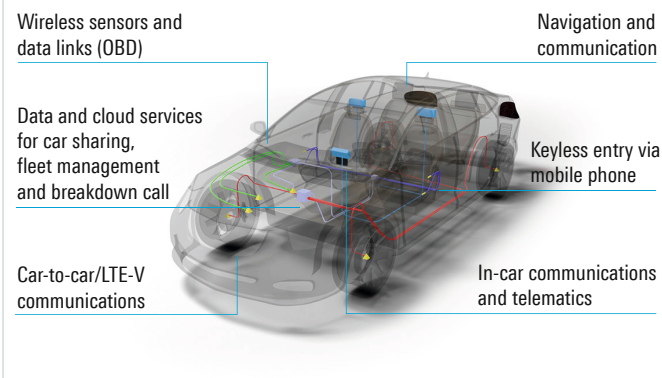 Wireless sensors and
data links (OBD)
Navigation and
communication
Data and cloud services
for car sharing,
fleet management
and breakdown call
Keyless entry via
mobile phone
Car-to-car/LTE-V
communications
In-car communications
and telematics